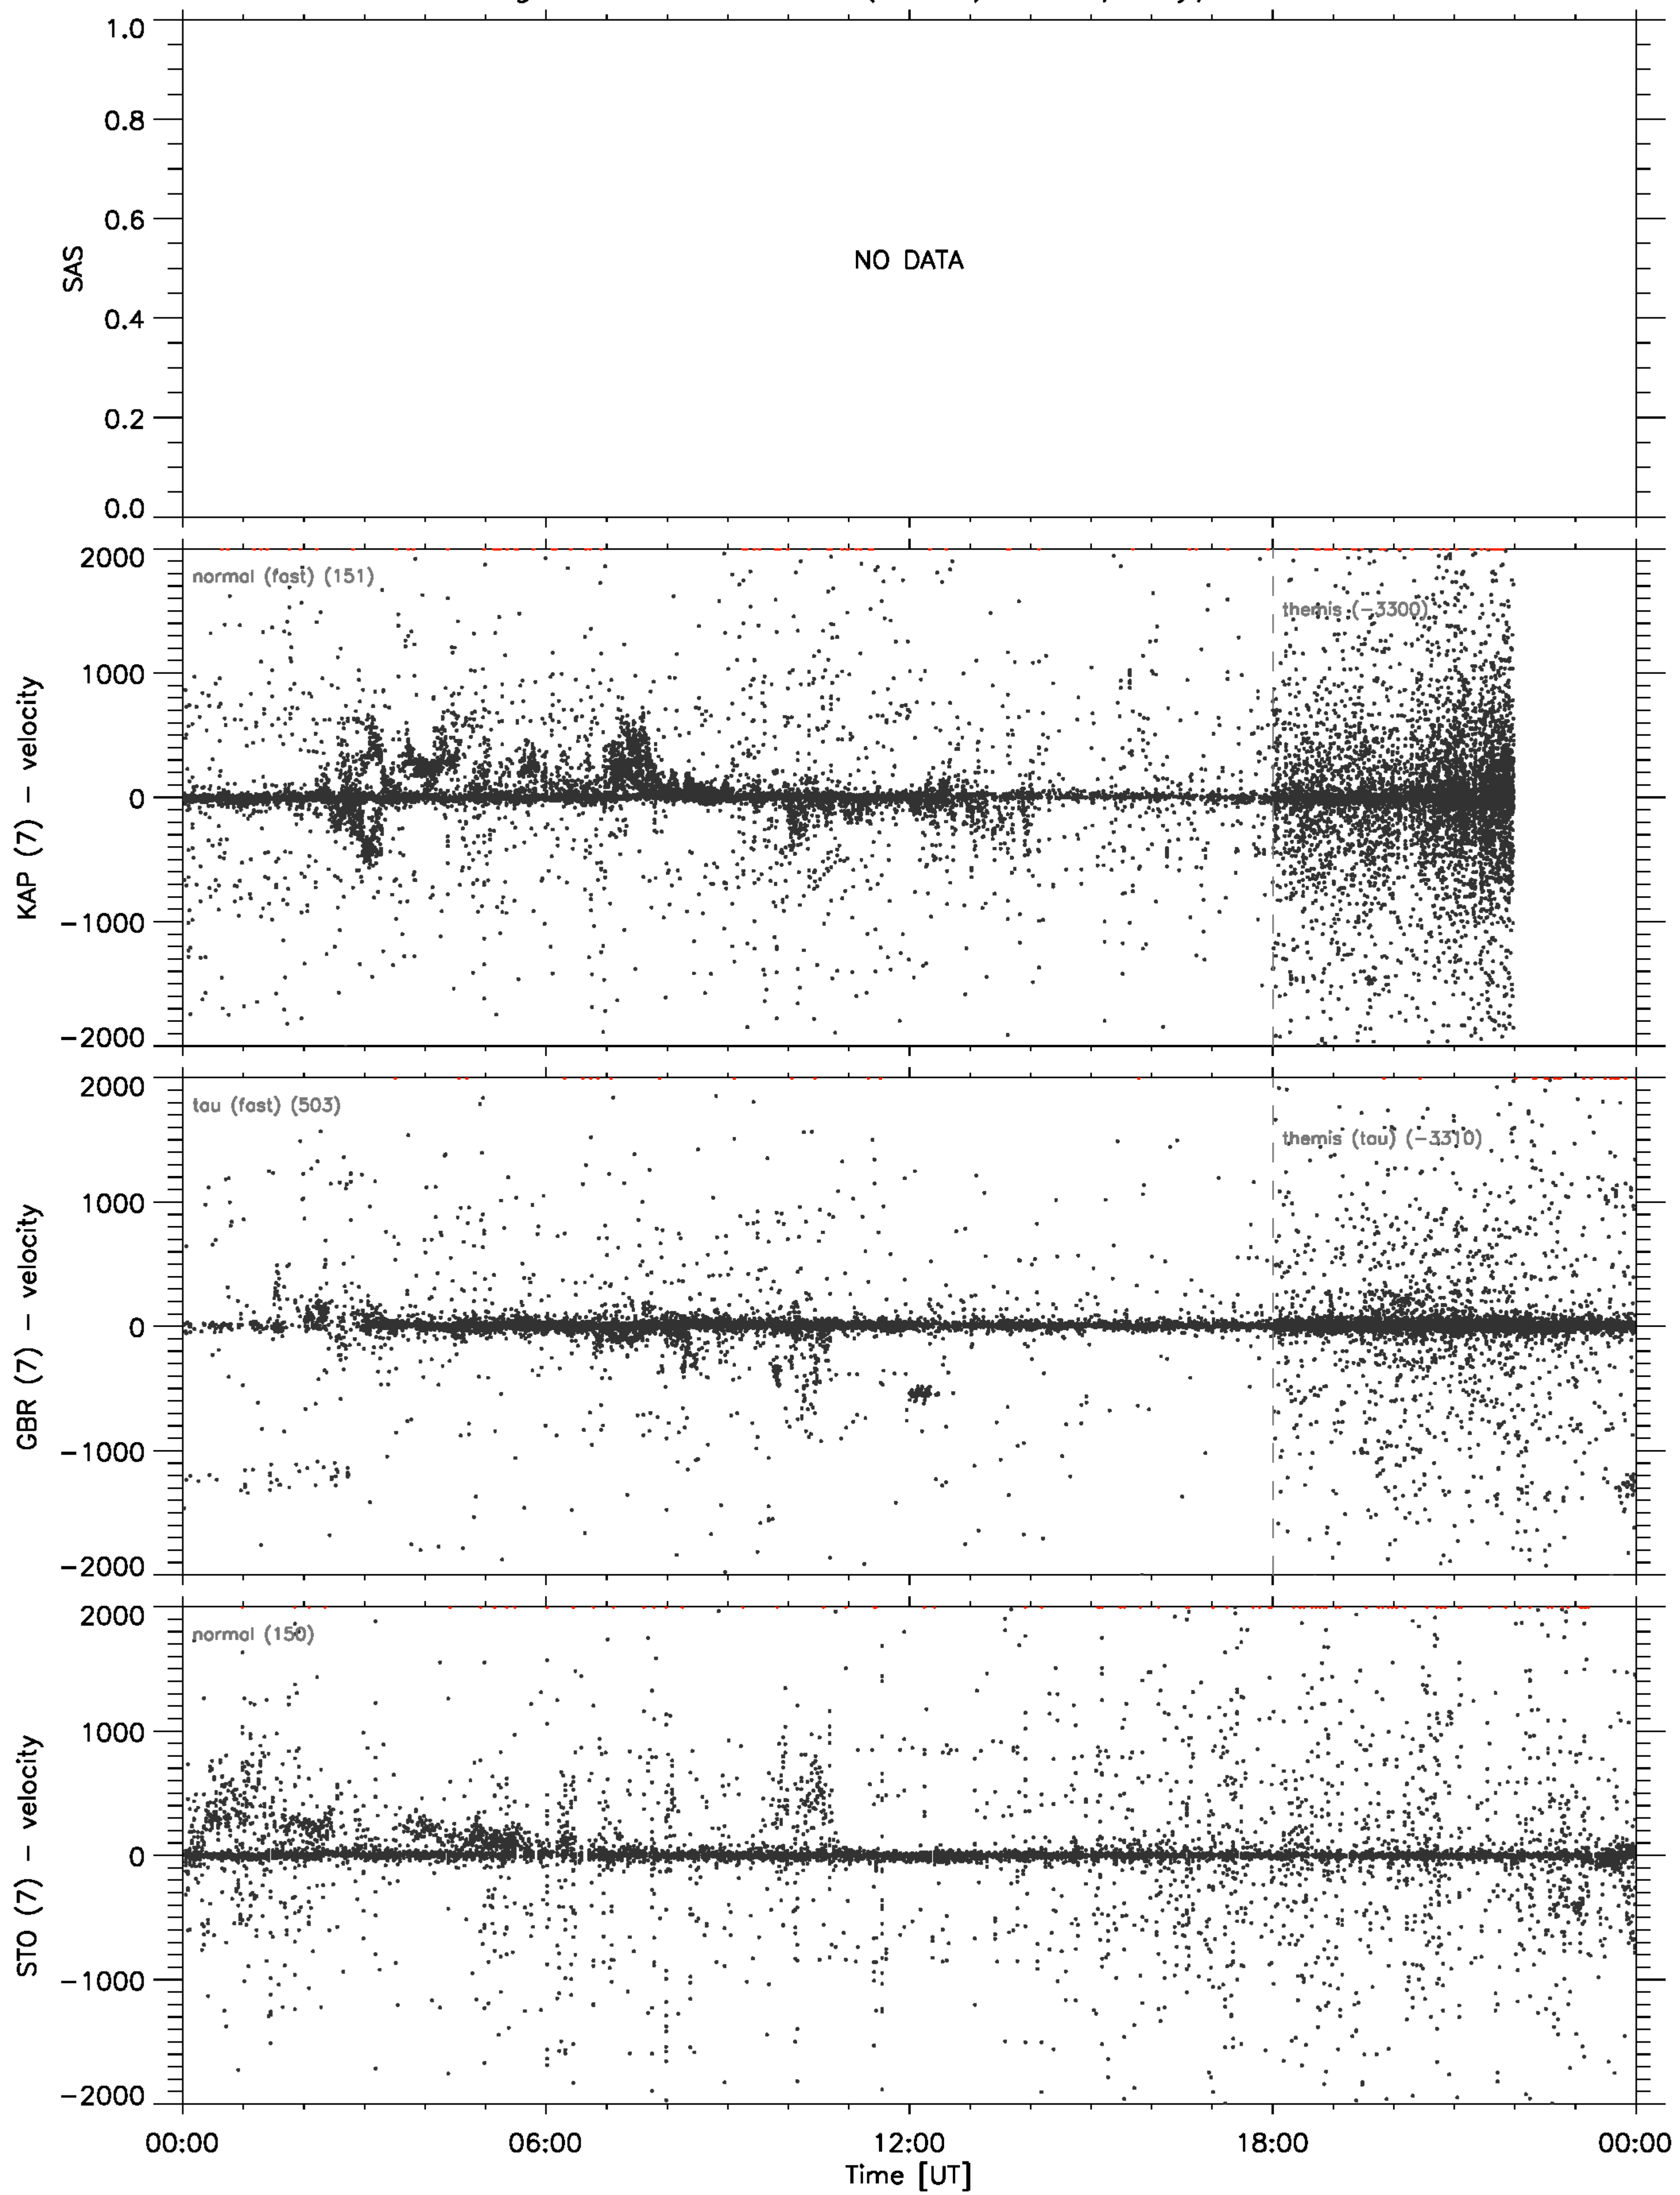 1.0
0.8
0.6
0.4
0.2
0.0
SAS
NO DATA
2000
1000
0
−1000
−2000
KAP (7) − velocity
normal (fast) (151)
themis (−3300)
2000
1000
0
−1000
−2000
GBR (7) − velocity
tau (fast) (503)
themis (tau) (−3310)
2000
1000
0
−1000
−2000
STO (7) − velocity
normal (150)
00:00 06:00 12:00 18:00 00:00
Time [UT]